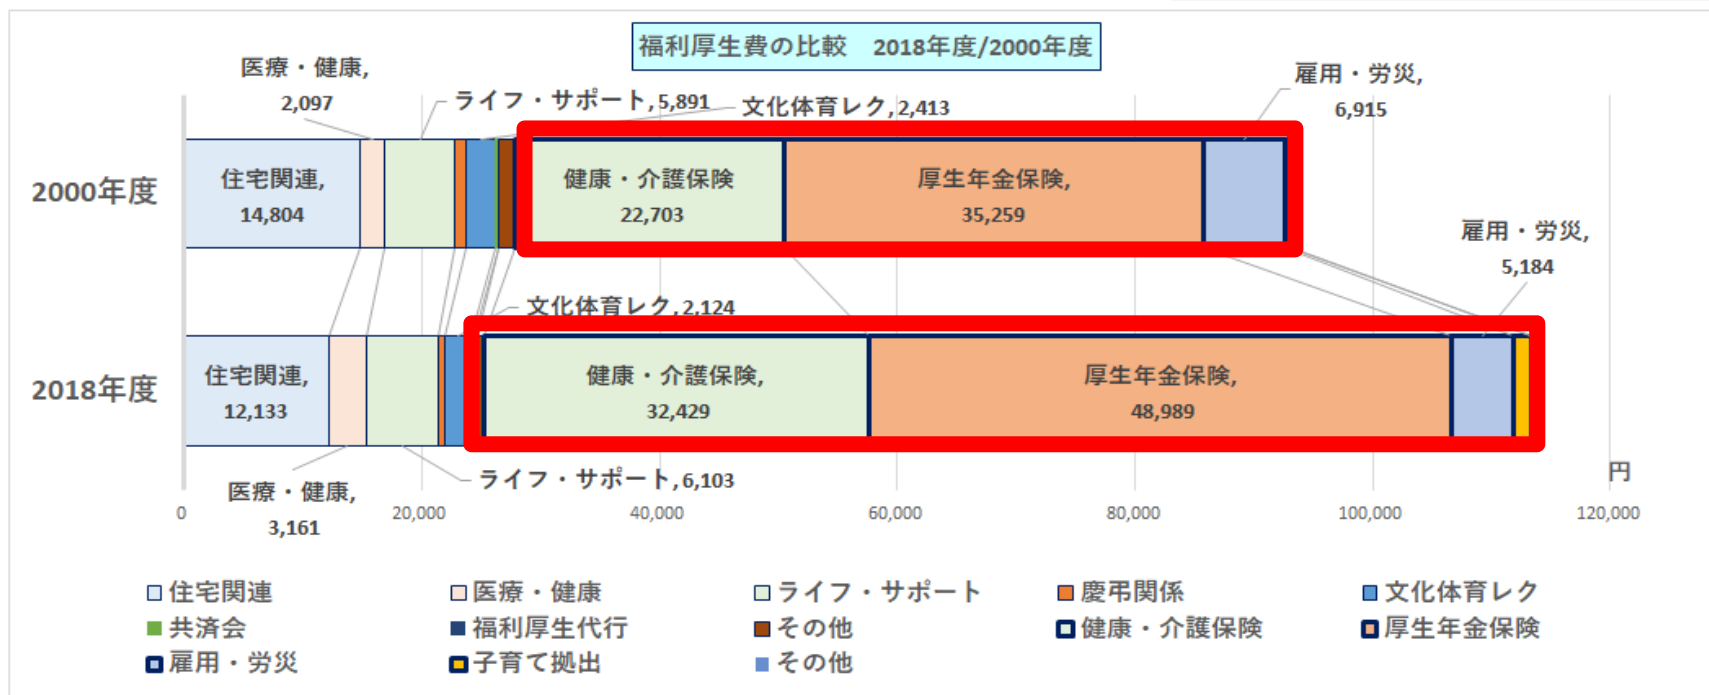 福利厚生費の比較　2018年度/2000年度
医療・健康,
2,097
ライフ・サポート,5,891
文化体育レク,2,413
雇用・労災,
6,915
2000年度
住宅関連,
14,804
健康・介護保険
22,703
厚生年金保険,
35,259
雇用・労災,
5,184
文化体育レク,2,124
2018年度
住宅関連,
12,133
健康・介護保険,
32,429
厚生年金保険,
48,989
医療・健康,
3,161
ライフ・サポート,6,103
円
0 20,000 40,000 60,000 80,000 100,000 120,000
住宅関連 医療・健康 ライフ・サポート 慶弔関係 文化体育レク
共済会 福利厚生代行 その他 健康・介護保険 厚生年金保険
雇用・労災 子育て拠出 その他